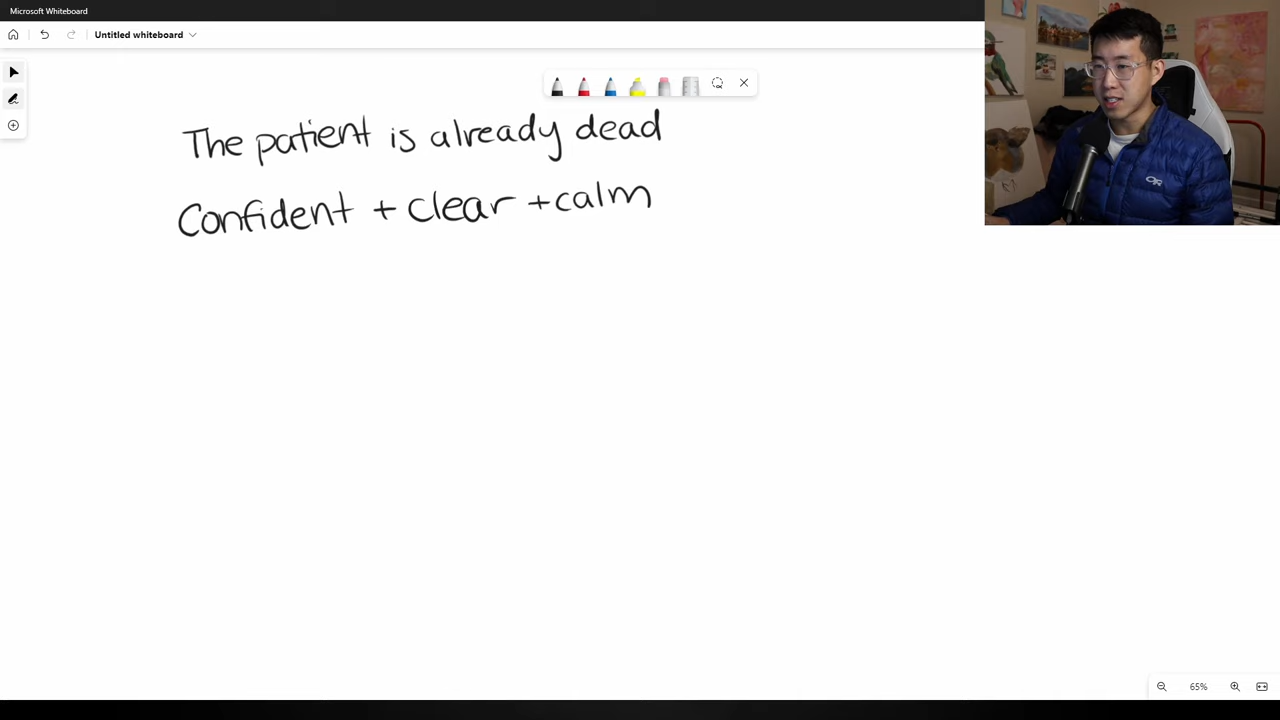 Microsoft Whiteboard
Untitled whiteboard
The patient is already dead
Confident + clear + calm
65%